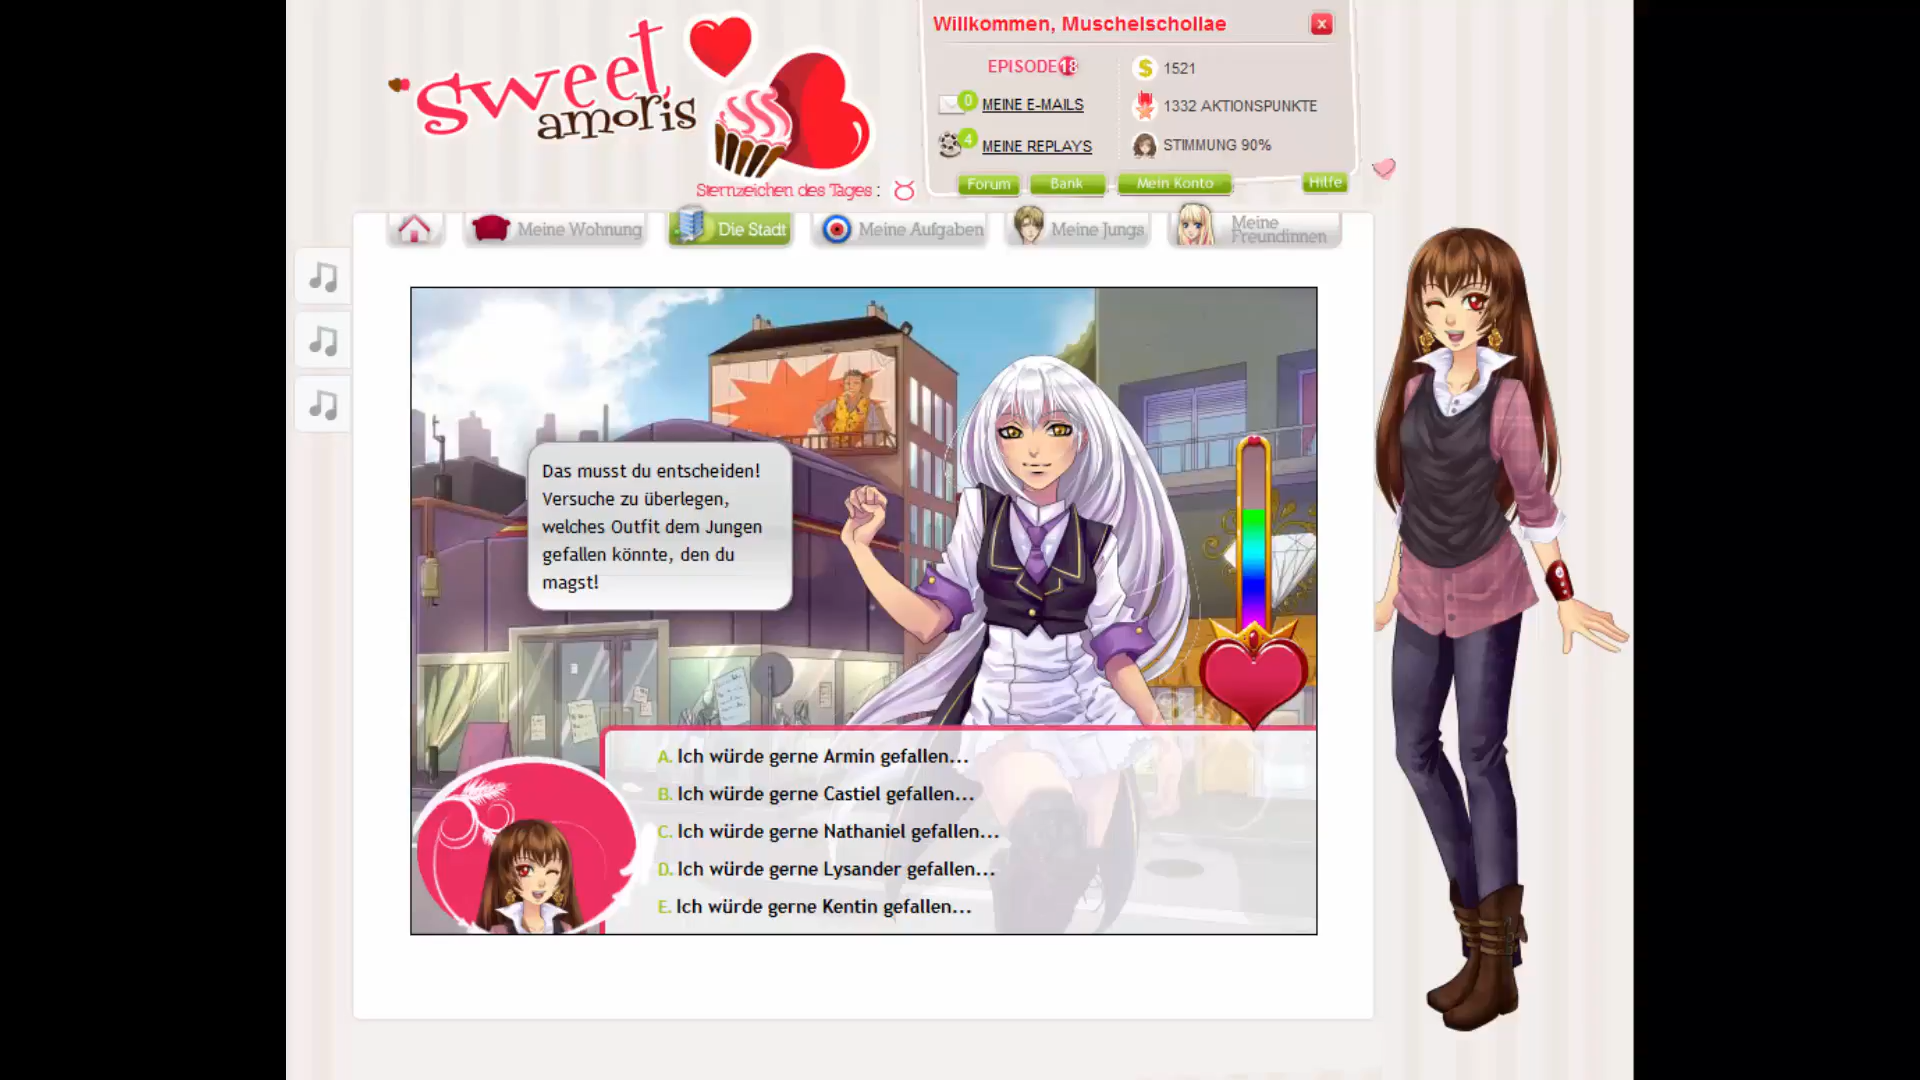 sweet
amoris
Sternzeichen des Tages :
Willkommen, Muschelschollae
x
EPISODE 18
$ 1521
0 MEINE E-MAILS
1332 AKTIONSPUNKTE
4 MEINE REPLAYS
STIMMUNG 90%
Forum
Bank
Mein Konto
Hilfe
Meine Wohnung
Die Stadt
Meine Aufgaben
Meine Jungs
Meine
Freundinnen
Das musst du entscheiden!
Versuche zu überlegen,
welches Outfit dem Jungen
gefallen könnte, den du
magst!
A. Ich würde gerne Armin gefallen...
B. Ich würde gerne Castiel gefallen...
C. Ich würde gerne Nathaniel gefallen...
D. Ich würde gerne Lysander gefallen...
E. Ich würde gerne Kentin gefallen...